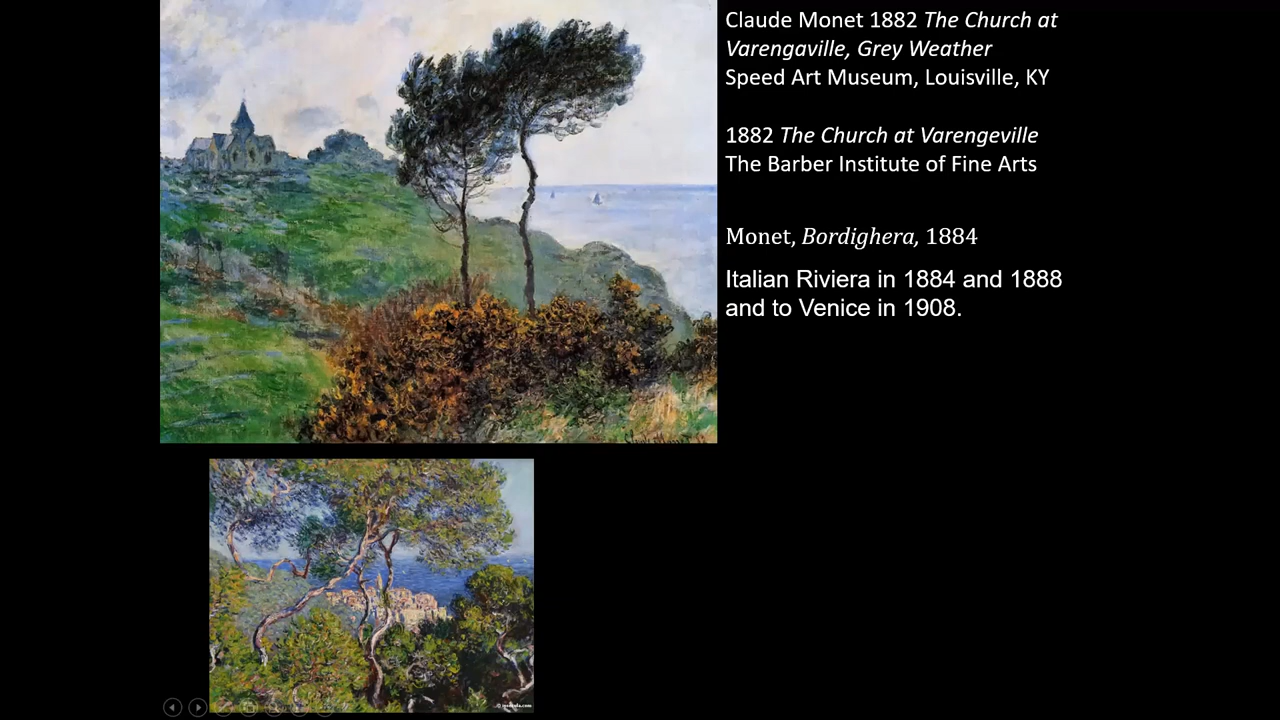 Claude Monet 1882 The Church at
Varengaville, Grey Weather
Speed Art Museum, Louisville, KY
1882 The Church at Varengeville
The Barber Institute of Fine Arts
Monet, Bordighera, 1884
Italian Riviera in 1884 and 1888
and to Venice in 1908.